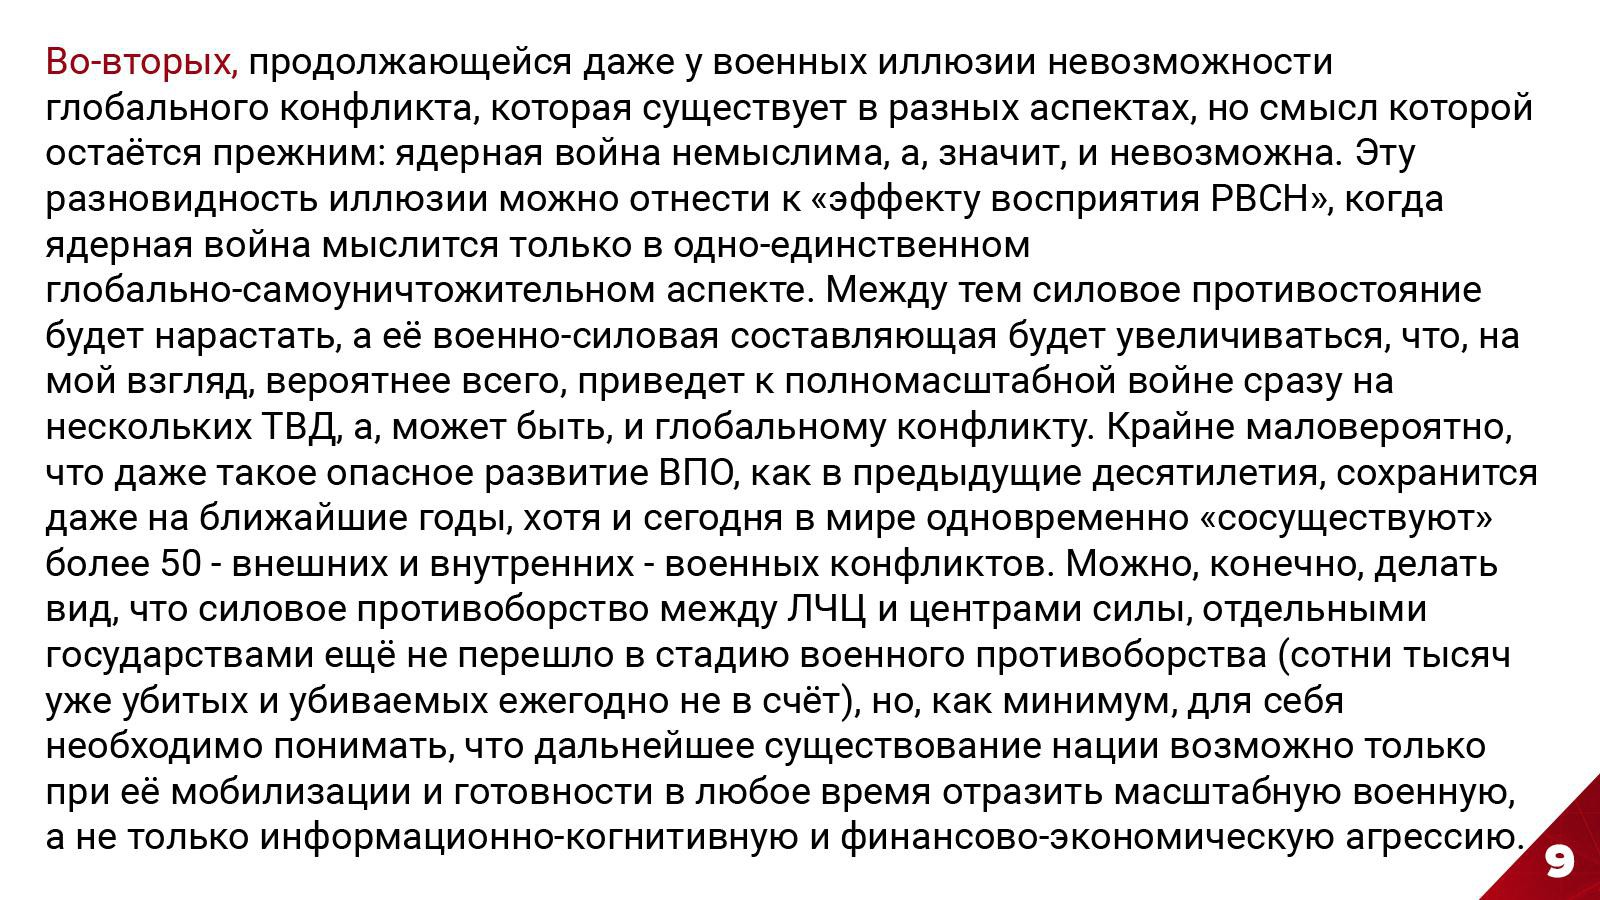 Во-вторых, продолжающейся даже у военных иллюзии невозможности
глобального конфликта, которая существует в разных аспектах, но смысл которой
остаётся прежним: ядерная война немыслима, а, значит, и невозможна. Эту
разновидность иллюзии можно отнести к «эффекту восприятия РВСН», когда
ядерная война мыслится только в одно-единственном
глобально-самоуничтожительном аспекте. Между тем силовое противостояние
будет нарастать, а её военно-силовая составляющая будет увеличиваться, что, на
мой взгляд, вероятнее всего, приведет к полномасштабной войне сразу на
нескольких ТВД, а, может быть, и глобальному конфликту. Крайне маловероятно,
что даже такое опасное развитие ВПО, как в предыдущие десятилетия, сохранится
даже на ближайшие годы, хотя и сегодня в мире одновременно «сосуществуют»
более 50 - внешних и внутренних - военных конфликтов. Можно, конечно, делать
вид, что силовое противоборство между ЛЧЦ и центрами силы, отдельными
государствами ещё не перешло в стадию военного противоборства (сотни тысяч
уже убитых и убиваемых ежегодно не в счёт), но, как минимум, для себя
необходимо понимать, что дальнейшее существование нации возможно только
при её мобилизации и готовности в любое время отразить масштабную военную,
а не только информационно-когнитивную и финансово-экономическую агрессию.
9